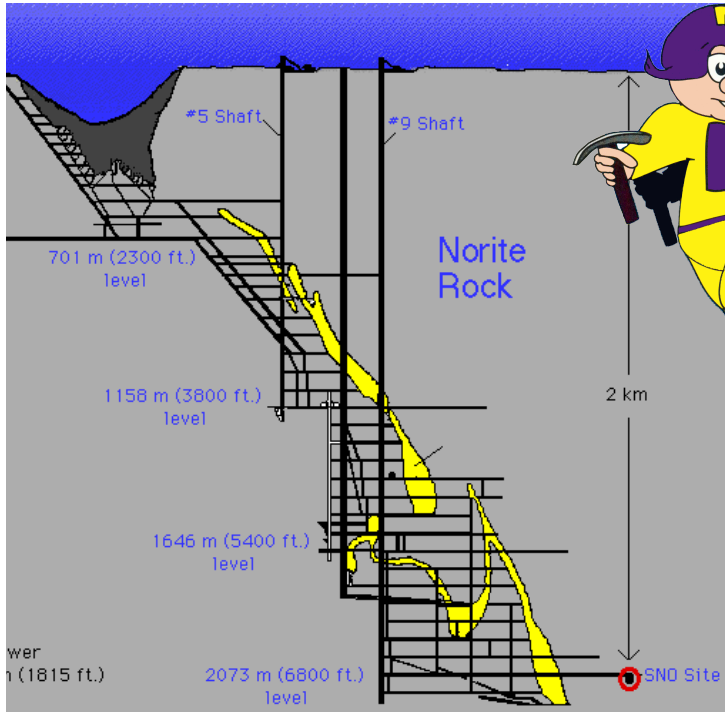 #5 Shaft
#9 Shaft
Norite
Rock
701 m (2300 ft.)
level
1158 m (3800 ft.)
level
2 km
1646 m (5400 ft.)
level
wer
(1815 ft.)
2073 m (6800 ft.)
level
SNO Site